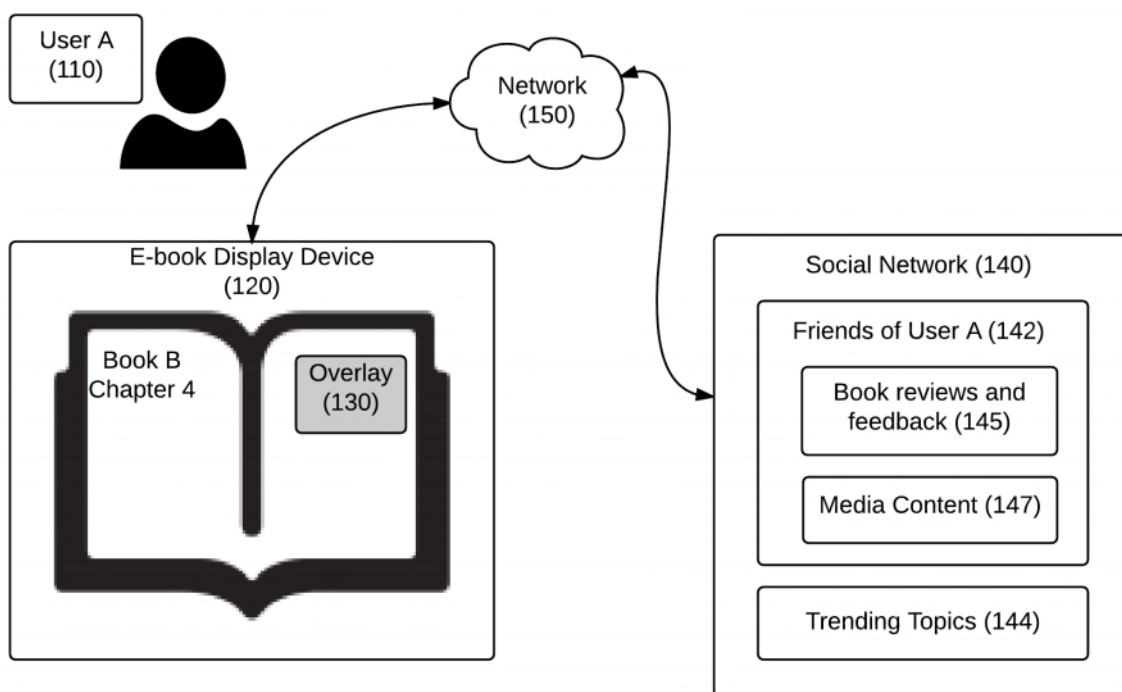 User A
(110)
Network
(150)
E-book Display Device
(120)
Book B
Chapter 4
Overlay
(130)
Social Network (140)
Friends of User A (142)
Book reviews and
feedback (145)
Media Content (147)
Trending Topics (144)